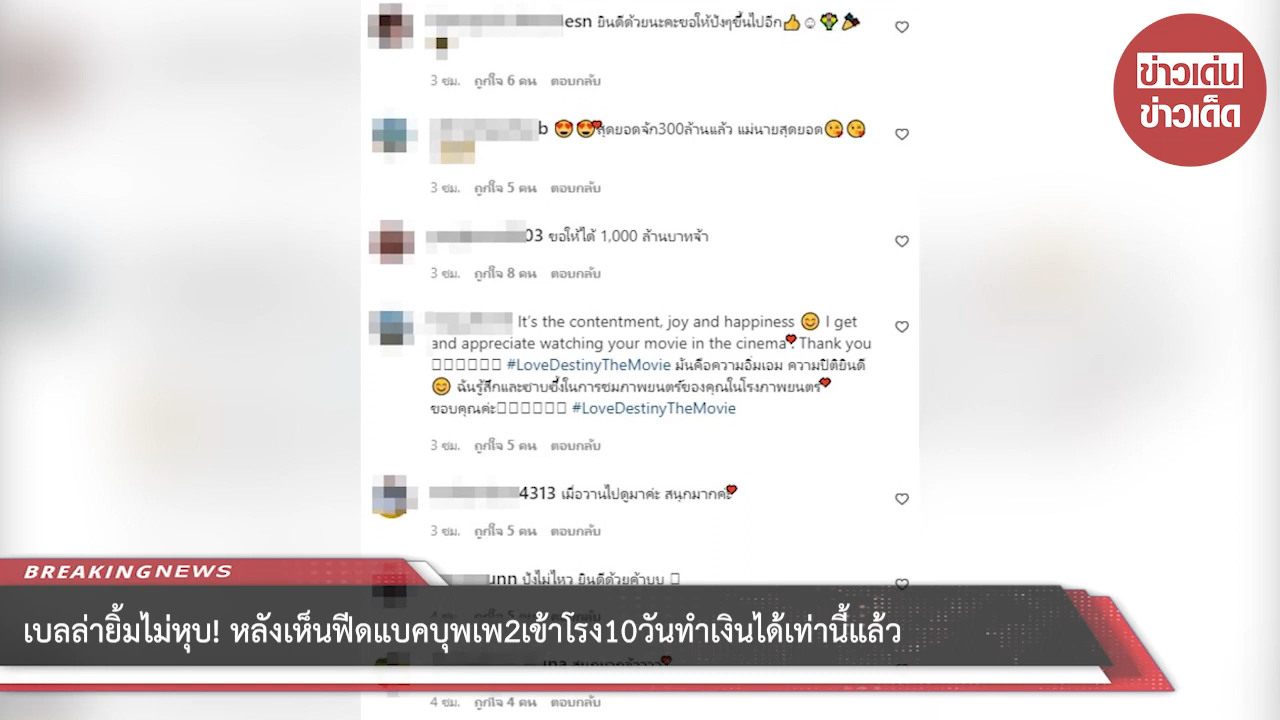 esn ยินดีด้วยนะคะขอให้ปังๆขึ้นไปอีก👍☺💐🎉
3 ชม. ถูกใจ 6 คน ตอบกลับ
b 😍😍สุดยอดจัก300ล้านแล้ว แม่นายสุดยอด😘😘
3 ชม. ถูกใจ 5 คน ตอบกลับ
03 ขอให้ได้ 1,000 ล้านบาทจ้า
3 ชม. ถูกใจ 8 คน ตอบกลับ
It's the contentment, joy and happiness 😊 I get
and appreciate watching your movie in the cinema❣Thank you
#LoveDestinyTheMovie มันคือความอิ่มเอม ความปิติยินดี
😊 ฉันรู้สึกและซาบซึ้งในการชมภาพยนตร์ของคุณในโรงภาพยนตร์❣
ขอบคุณค่ะ #LoveDestinyTheMovie
3 ชม. ถูกใจ 5 คน ตอบกลับ
4313 เมื่อวานไปดูมาค่ะ สนุกมากค่ะ❤
3 ชม. ถูกใจ 5 คน ตอบกลับ
unn ปังไม่ไหว ยินดีด้วยค้าบบ
4 ชม. ถูกใจ 5 คน ตอบกลับ
4 ชม. ถูกใจ 4 คน ตอบกลับ
ข่าวเด่น
ข่าวเด็ด
BREAKING NEWS
เบลล่ายิ้มไม่หุบ! หลังเห็นฟีดแบคบุพเพ2เข้าโรง10วันทำเงินได้เท่านี้แล้ว